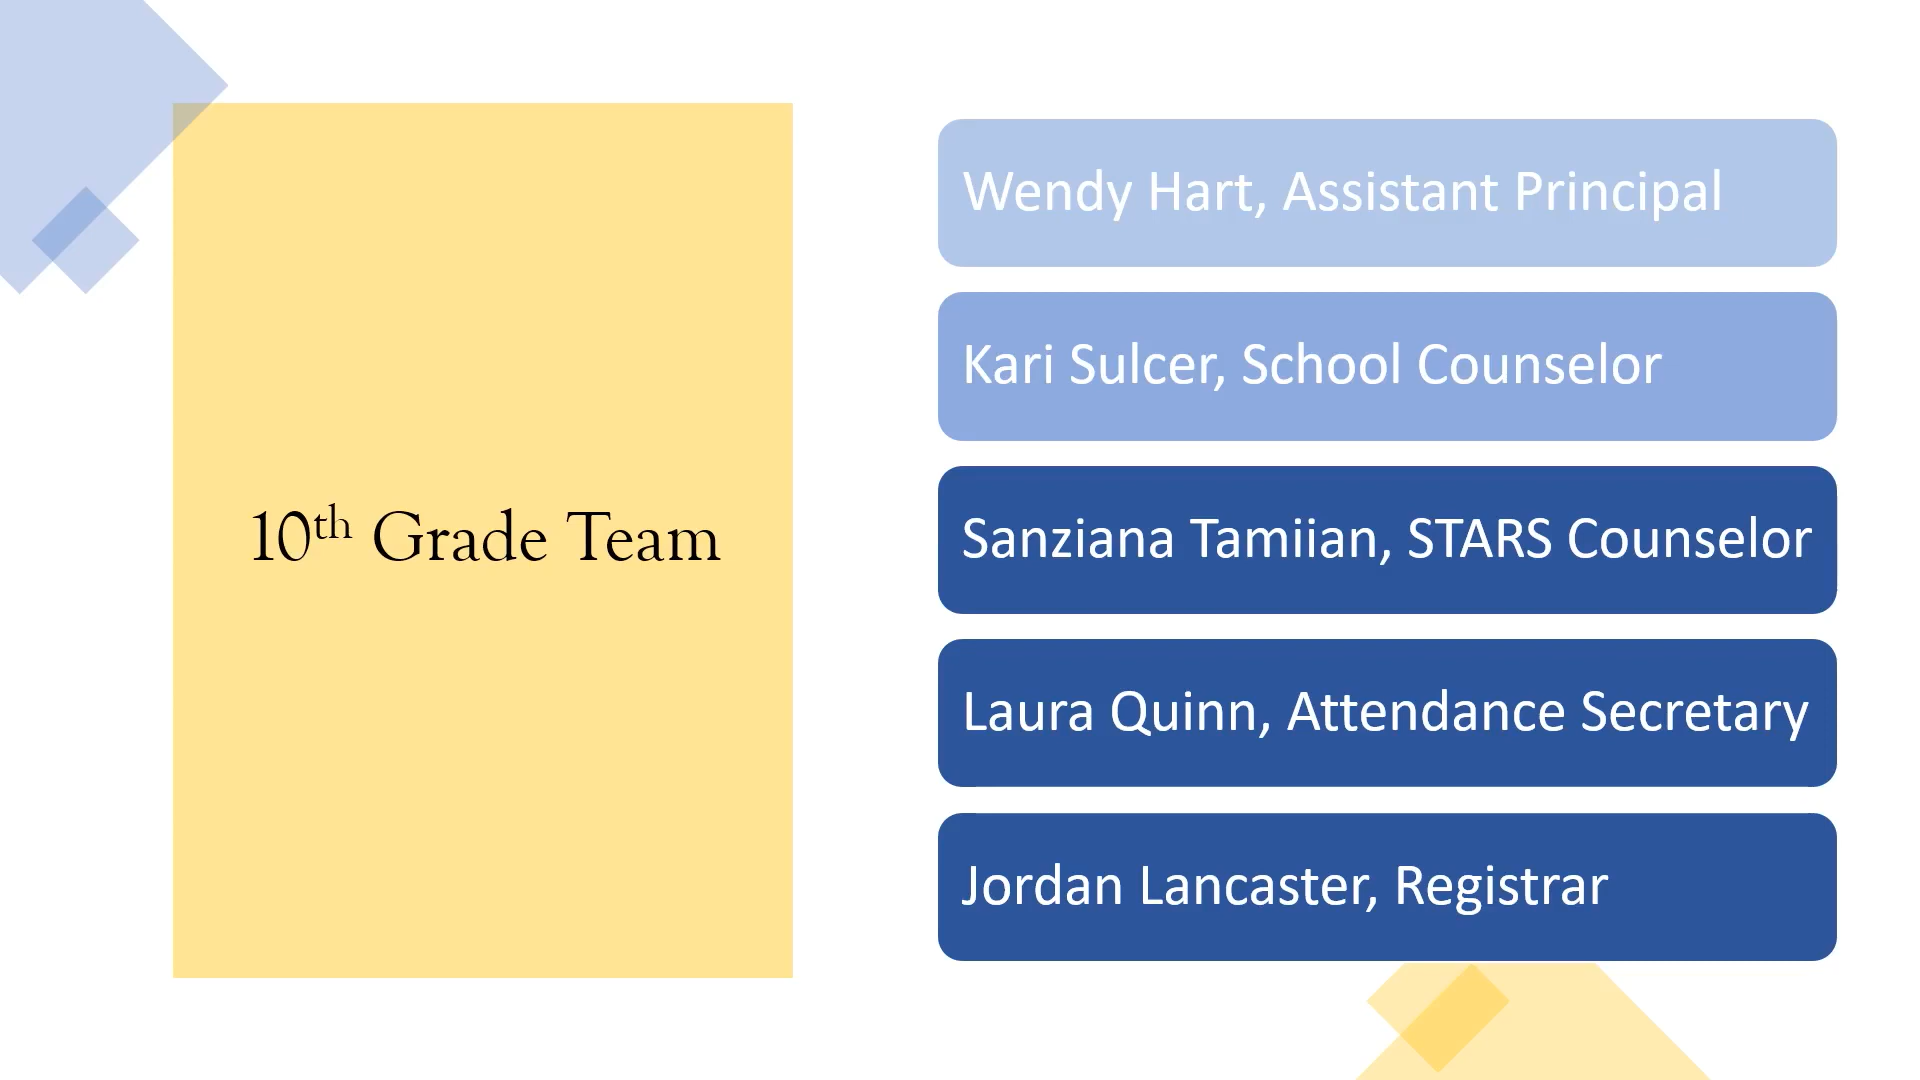 10th Grade Team
Wendy Hart, Assistant Principal
Kari Sulcer, School Counselor
Sanziana Tamiian, STARS Counselor
Laura Quinn, Attendance Secretary
Jordan Lancaster, Registrar